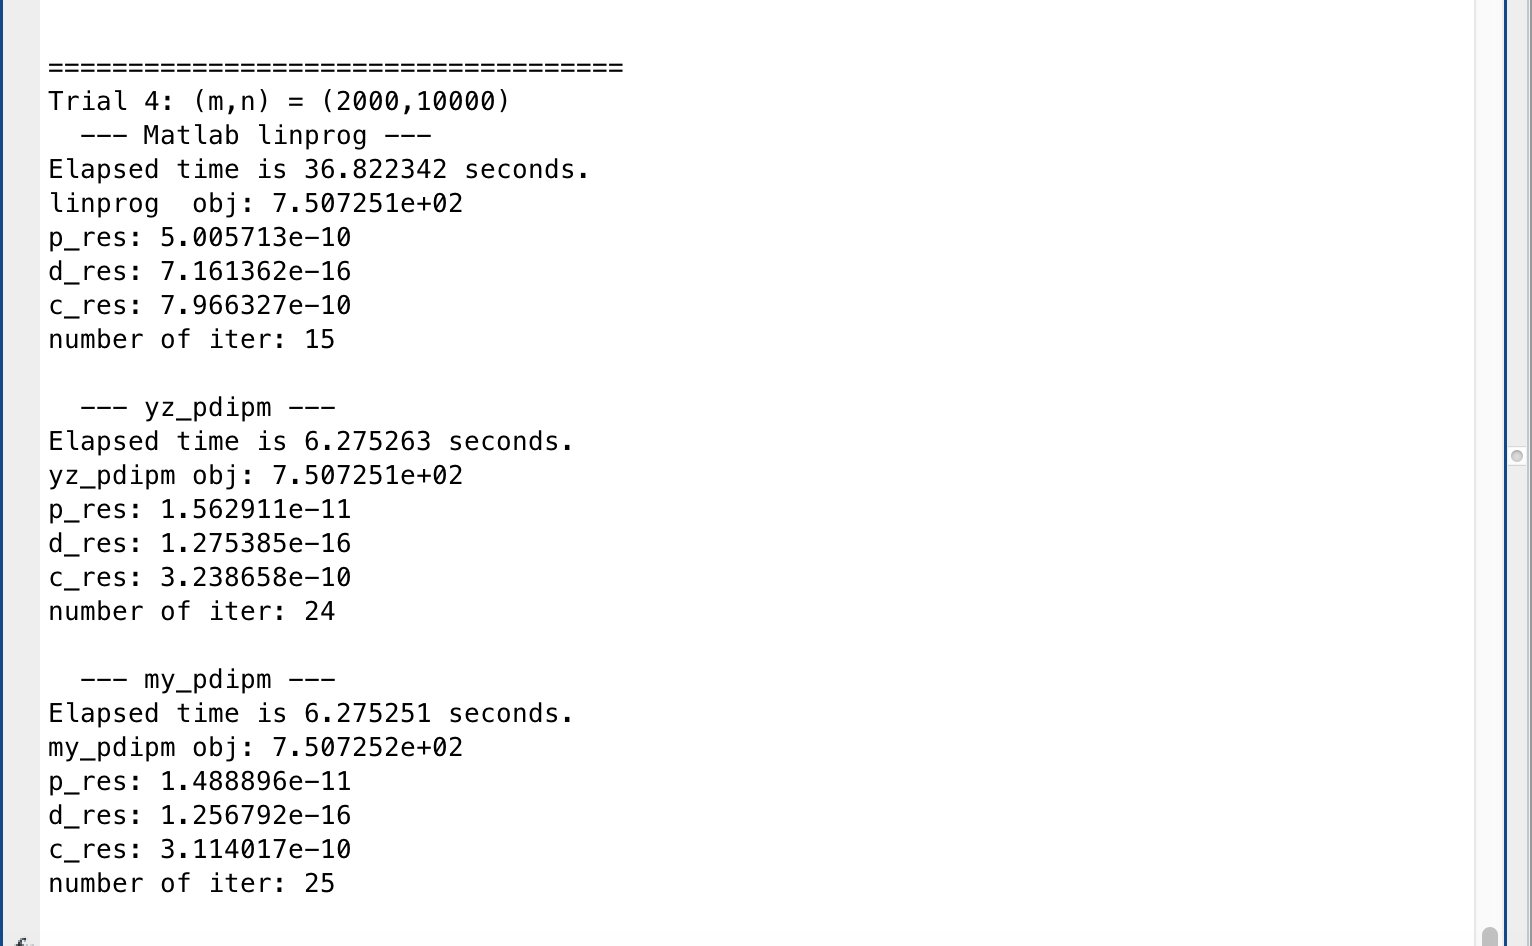 ====================================
Trial 4: (m,n) = (2000,10000)
  --- Matlab linprog ---
Elapsed time is 36.822342 seconds.
linprog  obj: 7.507251e+02
p_res: 5.005713e-10
d_res: 7.161362e-16
c_res: 7.966327e-10
number of iter: 15

  --- yz_pdipm ---
Elapsed time is 6.275263 seconds.
yz_pdipm obj: 7.507251e+02
p_res: 1.562911e-11
d_res: 1.275385e-16
c_res: 3.238658e-10
number of iter: 24

  --- my_pdipm ---
Elapsed time is 6.275251 seconds.
my_pdipm obj: 7.507252e+02
p_res: 1.488896e-11
d_res: 1.256792e-16
c_res: 3.114017e-10
number of iter: 25